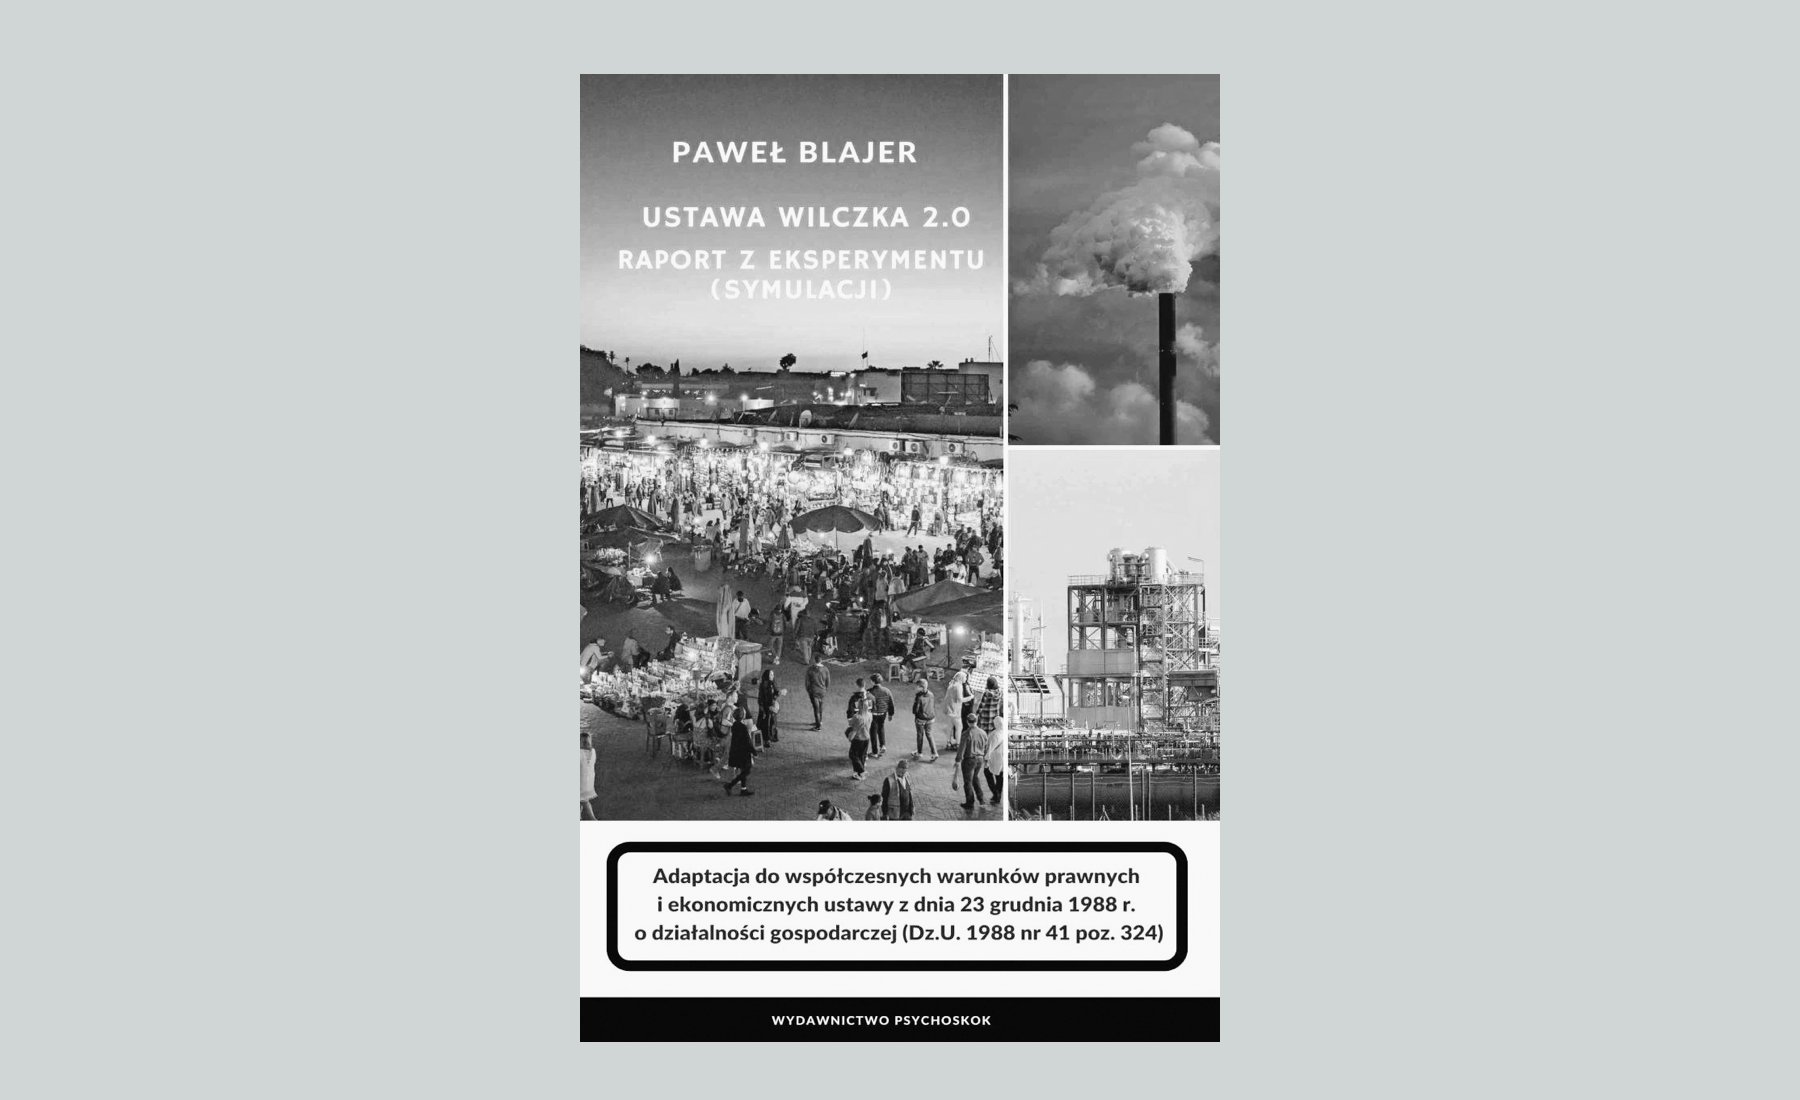 PAWEŁ BLAJER
USTAWA WILCZKA 2.0
RAPORT Z EKSPERYMENTU
(SYMULACJI)
Adaptacja do współczesnych warunków prawnych
i ekonomicznych ustawy z dnia 23 grudnia 1988 r.
o działalności gospodarczej (Dz.U. 1988 nr 41 poz. 324)
WYDAWNICTWO PSYCHOSKOK